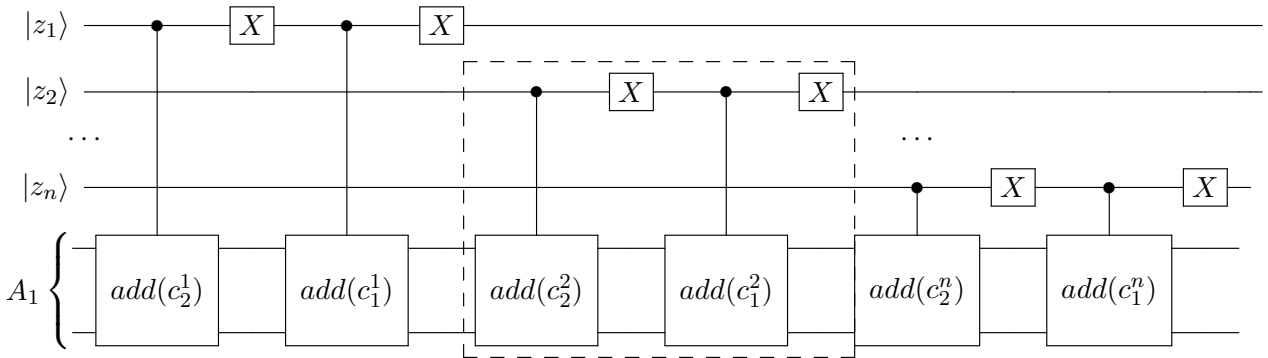 |z₁⟩ X X
|z₂⟩ X X
... ...
|zₙ⟩ X X
A₁ { add(c₂¹) add(c₁¹) add(c₂²) add(c₁²) add(c₂ⁿ) add(c₁ⁿ)